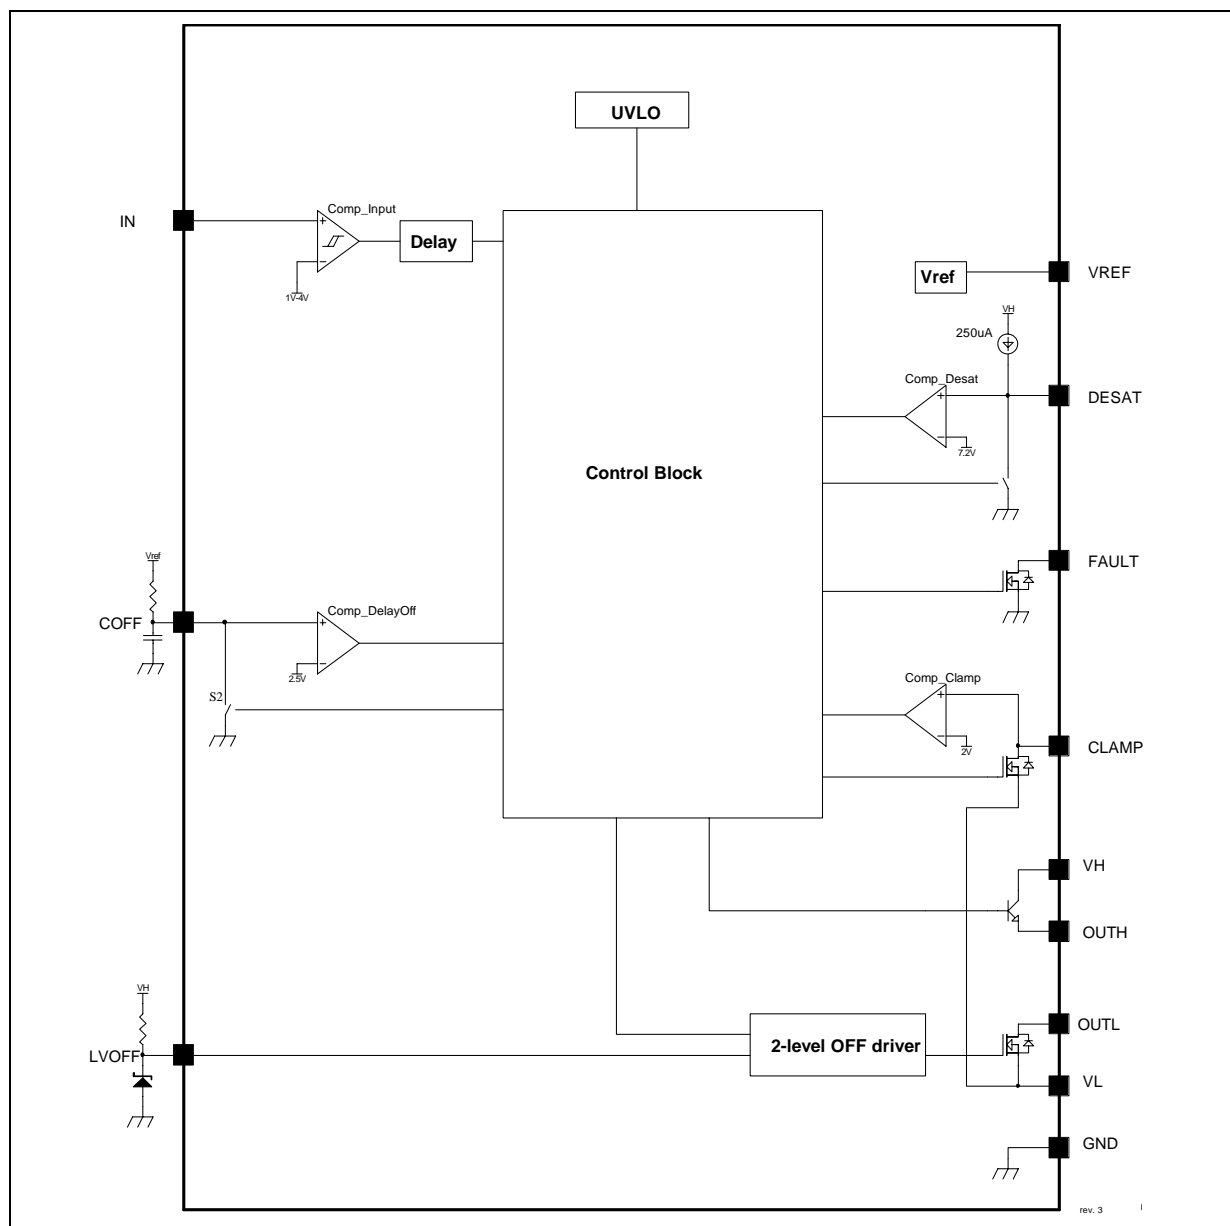 UVLO
Comp_Input
IN
Delay
1V-4V
Vref
VREF
VH
250uA
Comp_Desat
DESAT
7.2V
Control Block
Vref
FAULT
COFF
Comp_DelayOff
2.5V
S2
Comp_Clamp
CLAMP
2V
VH
OUTH
VH
LVOFF
2-level OFF driver
OUTL
VL
GND
rev. 3